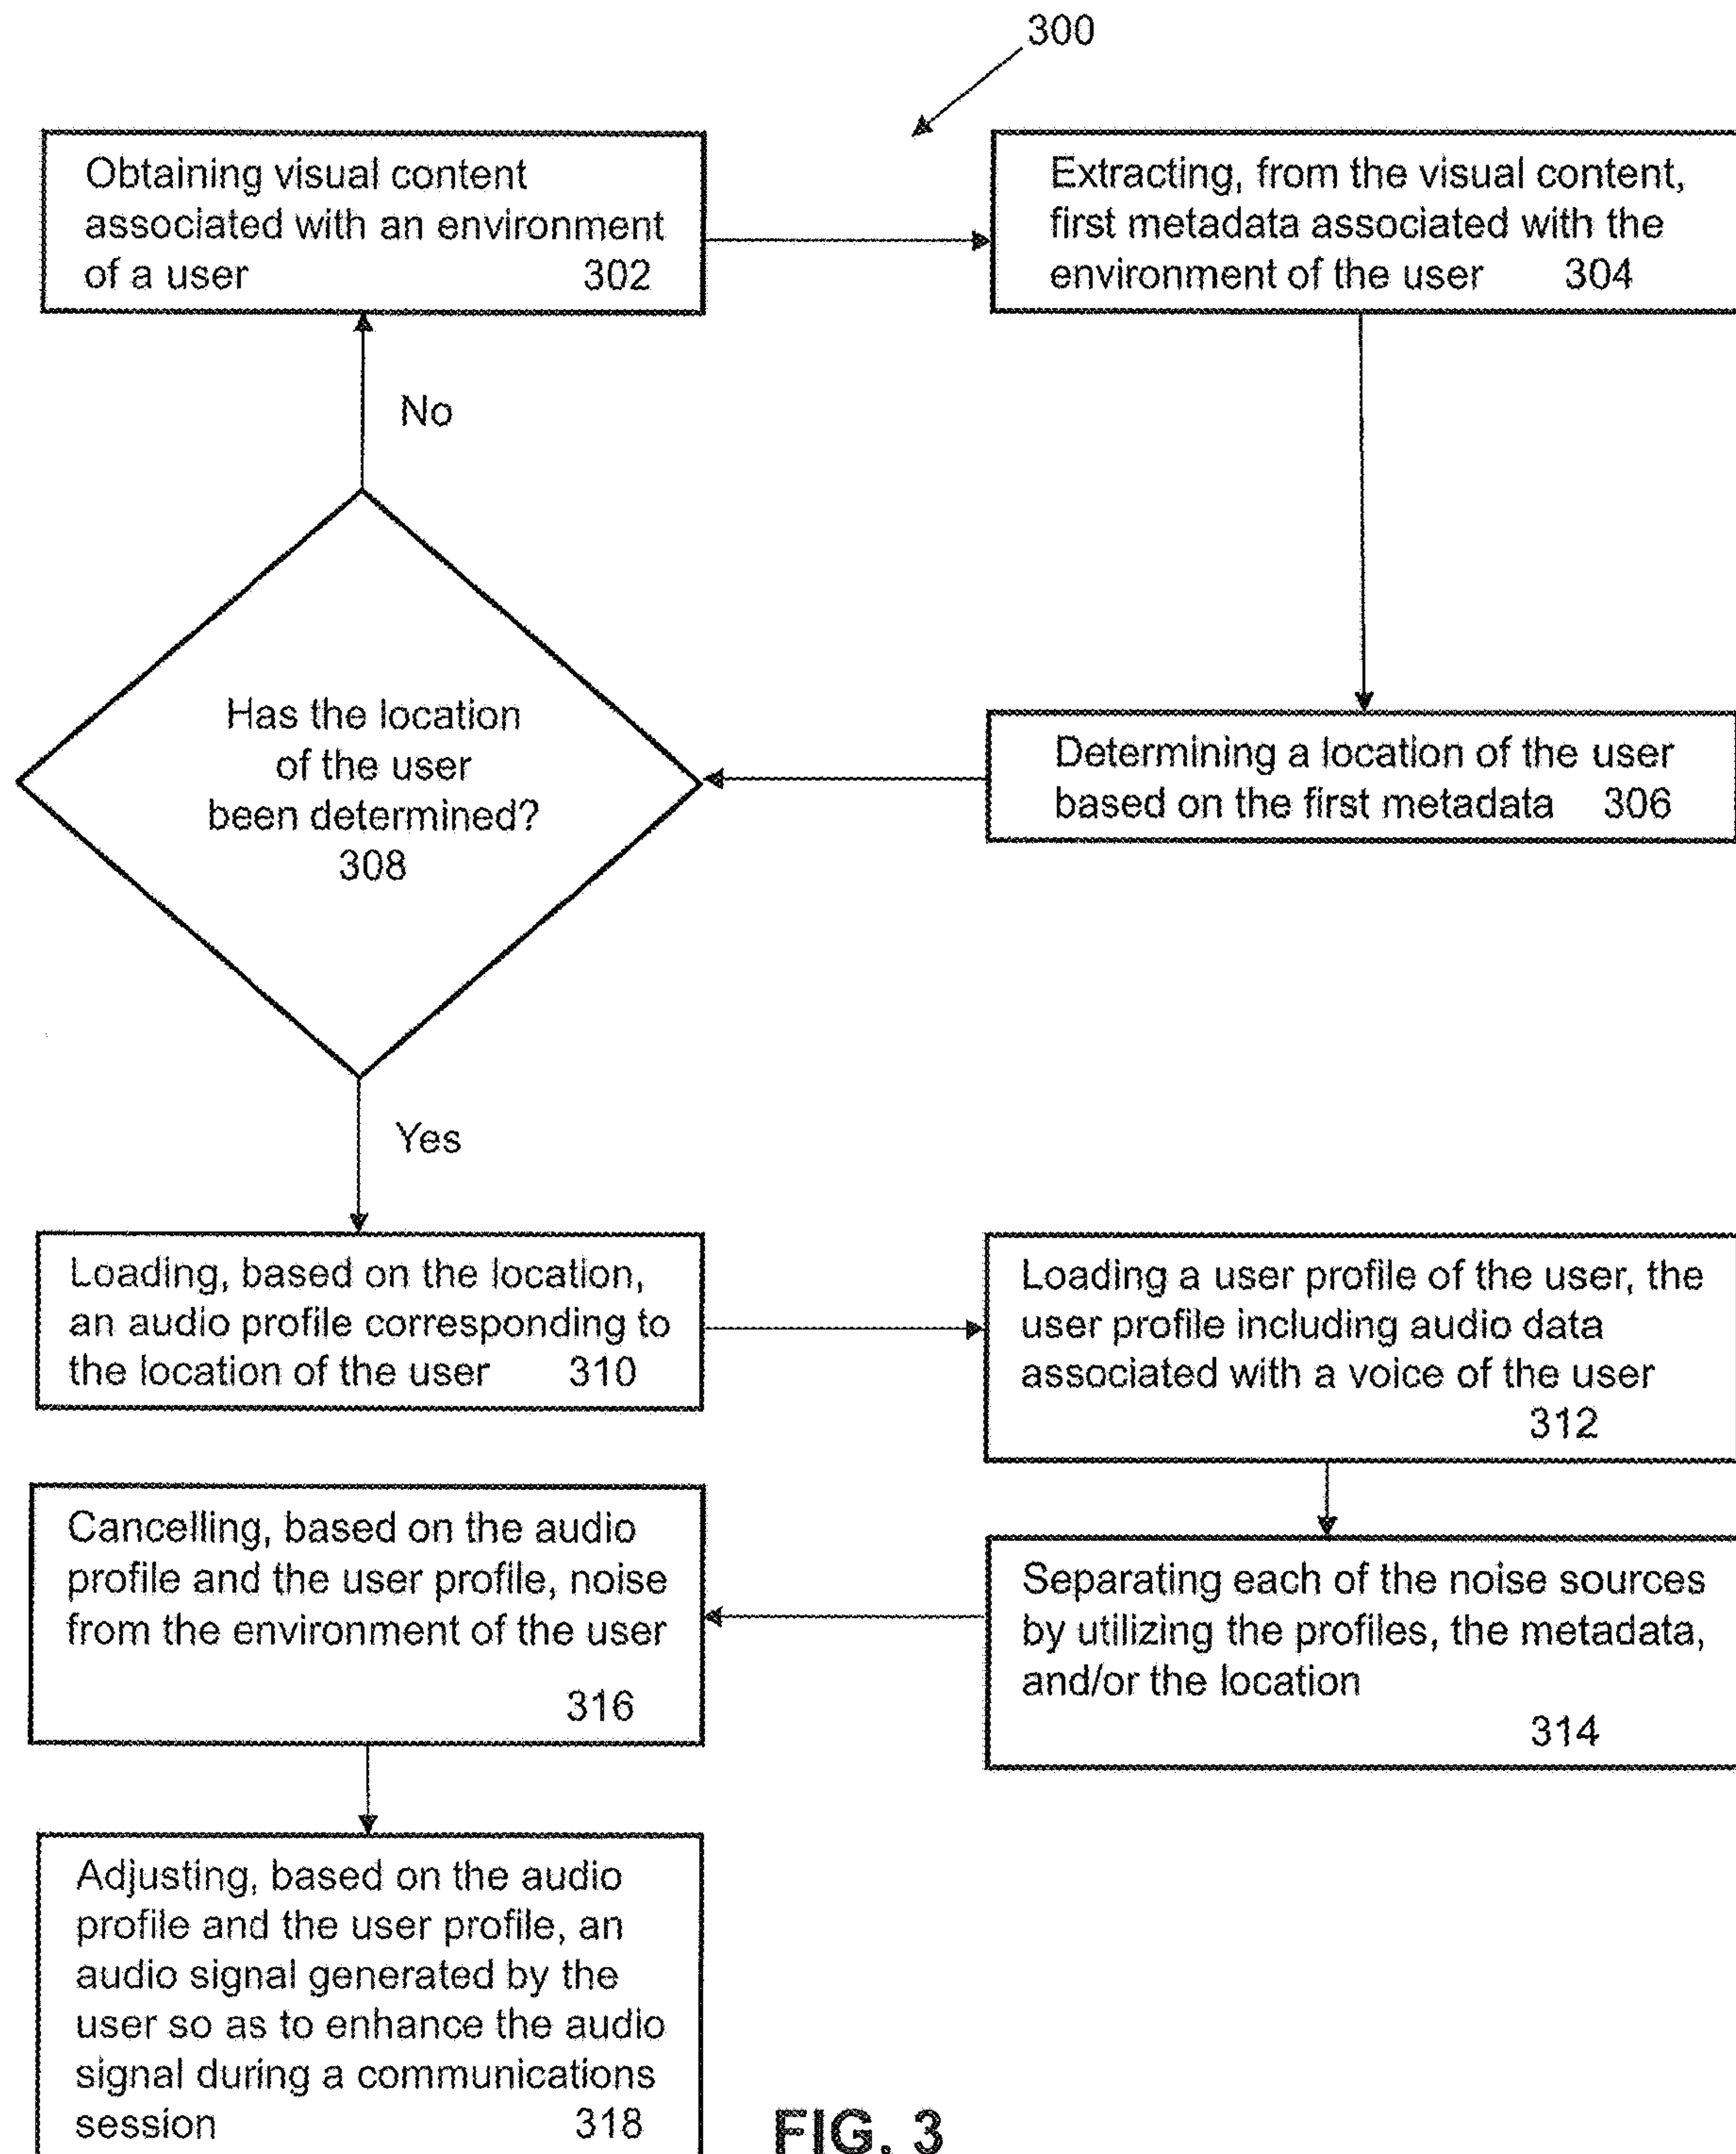 300
Obtaining visual content
associated with an environment
of a user 302
Extracting, from the visual content,
first metadata associated with the
environment of the user 304
No
Has the location
of the user
been determined?
308
Determining a location of the user
based on the first metadata 306
Yes
Loading, based on the location,
an audio profile corresponding to
the location of the user 310
Loading a user profile of the user, the
user profile including audio data
associated with a voice of the user
312
Cancelling, based on the audio
profile and the user profile, noise
from the environment of the user
316
Separating each of the noise sources
by utilizing the profiles, the metadata,
and/or the location
314
Adjusting, based on the audio
profile and the user profile, an
audio signal generated by the
user so as to enhance the audio
signal during a communications
session 318
FIG. 3